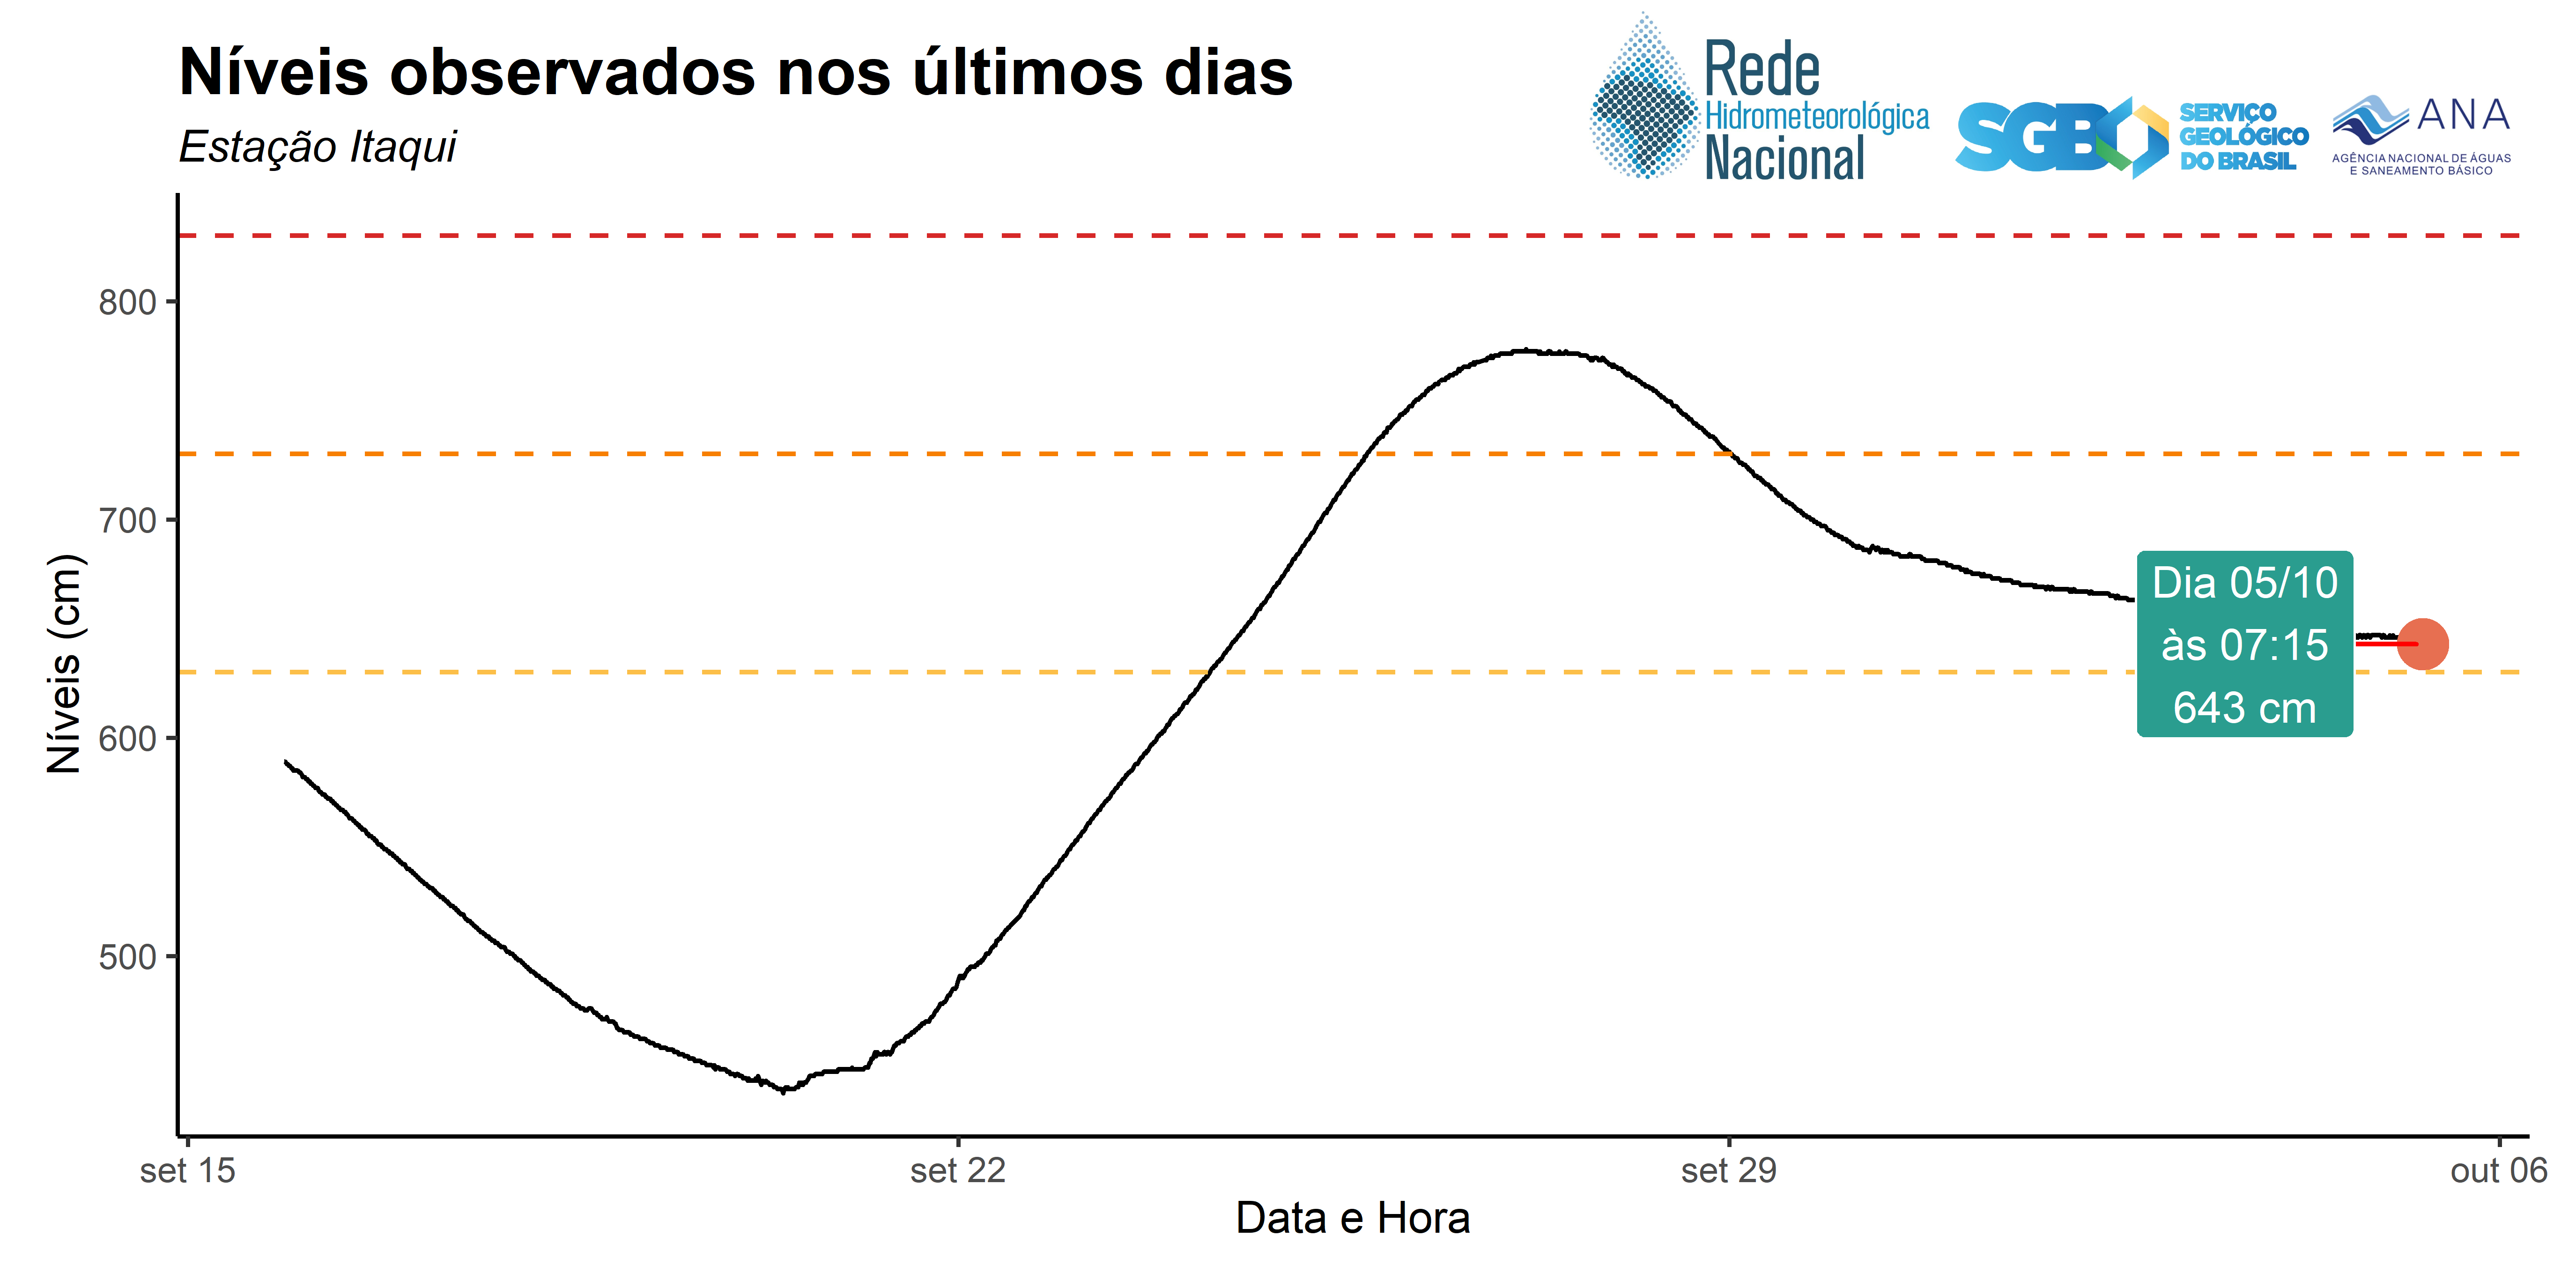 Níveis observados nos últimos dias
Estação Itaqui
Rede
Hidrometeorológica
Nacional
SGB
SERVIÇO
GEOLÓGICO
DO BRASIL
ANA
AGÊNCIA NACIONAL DE ÁGUAS
E SANEAMENTO BÁSICO
Níveis (cm)
800
700
600
500
Dia 05/10
às 07:15
643 cm
set 15
set 22
set 29
out 06
Data e Hora